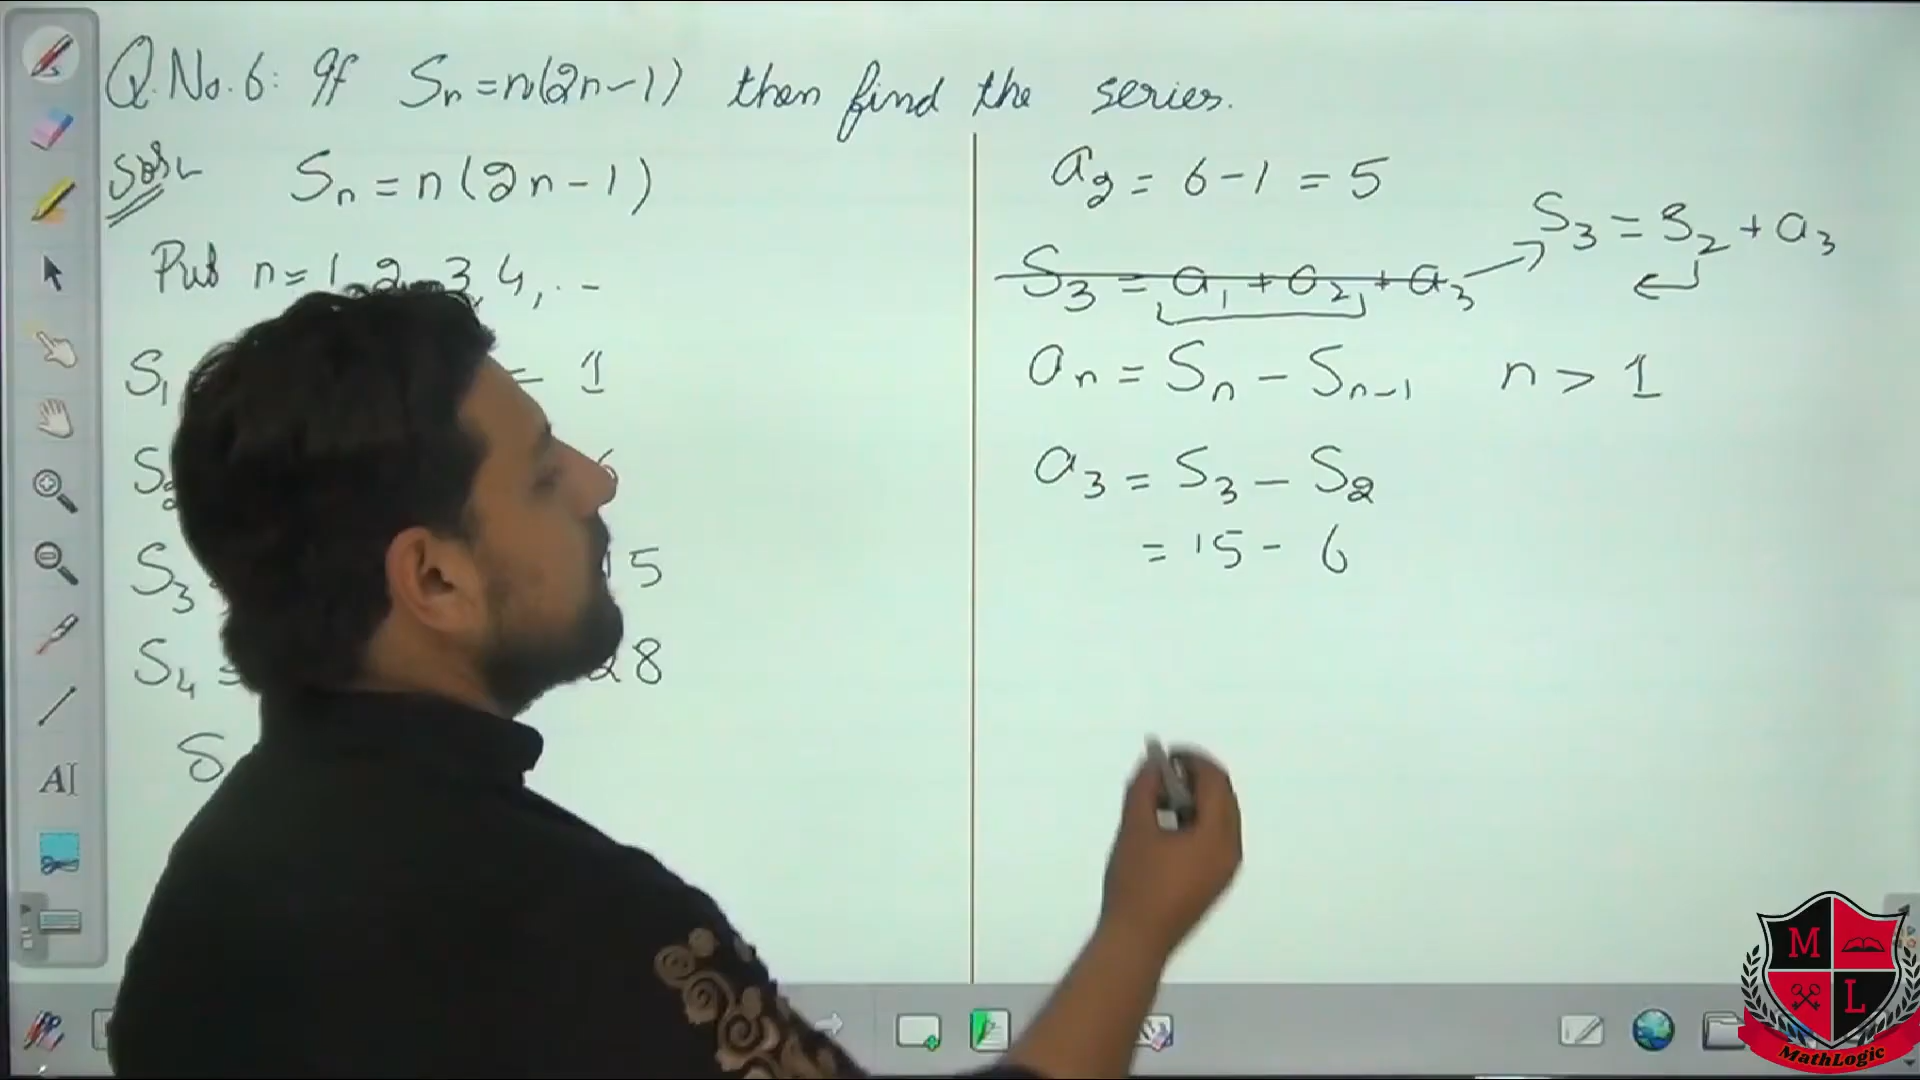 Q.No.6: If Sₙ = n(2n-1) then find the series.
Sol:
Sₙ = n(2n-1)
Put n = 1, 2, 3, 4, ...
S₁ = 1
S₂ 6
S₃ 15
S₄ = 28
a₂ = 6-1 = 5
S₃ = a₁ + a₂ + a₃
S₃ = S₂ + a₃
aₙ = Sₙ - Sₙ₋₁ n > 1
a₃ = S₃ - S₂
= 15 - 6
AI
M
L
MathLogic